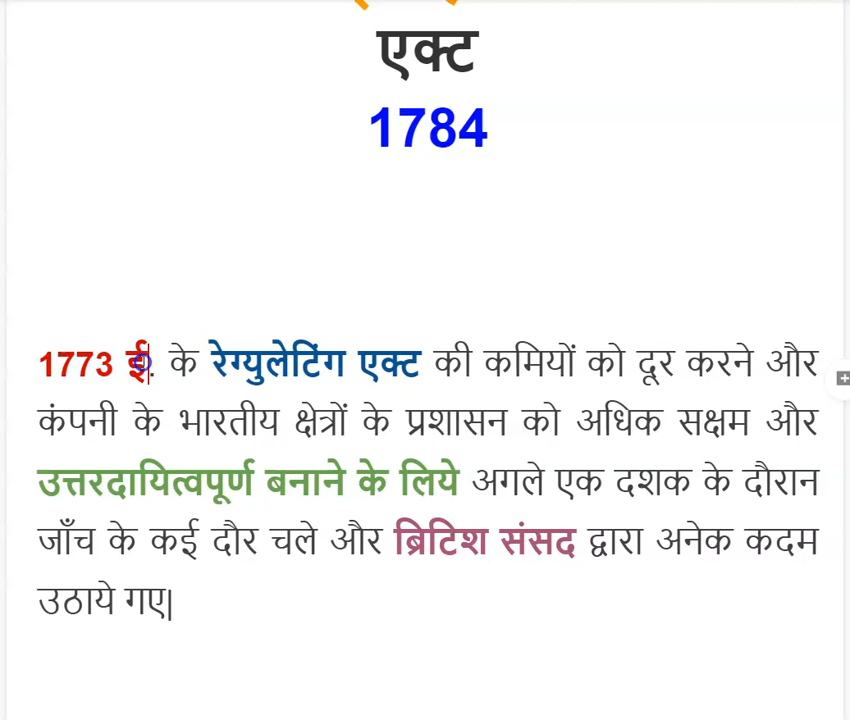 एक्ट
1784
1773 ई. के रेग्युलेटिंग एक्ट की कमियों को दूर करने और
कंपनी के भारतीय क्षेत्रों के प्रशासन को अधिक सक्षम और
उत्तरदायित्वपूर्ण बनाने के लिये अगले एक दशक के दौरान
जाँच के कई दौर चले और ब्रिटिश संसद द्वारा अनेक कदम
उठाये गए|